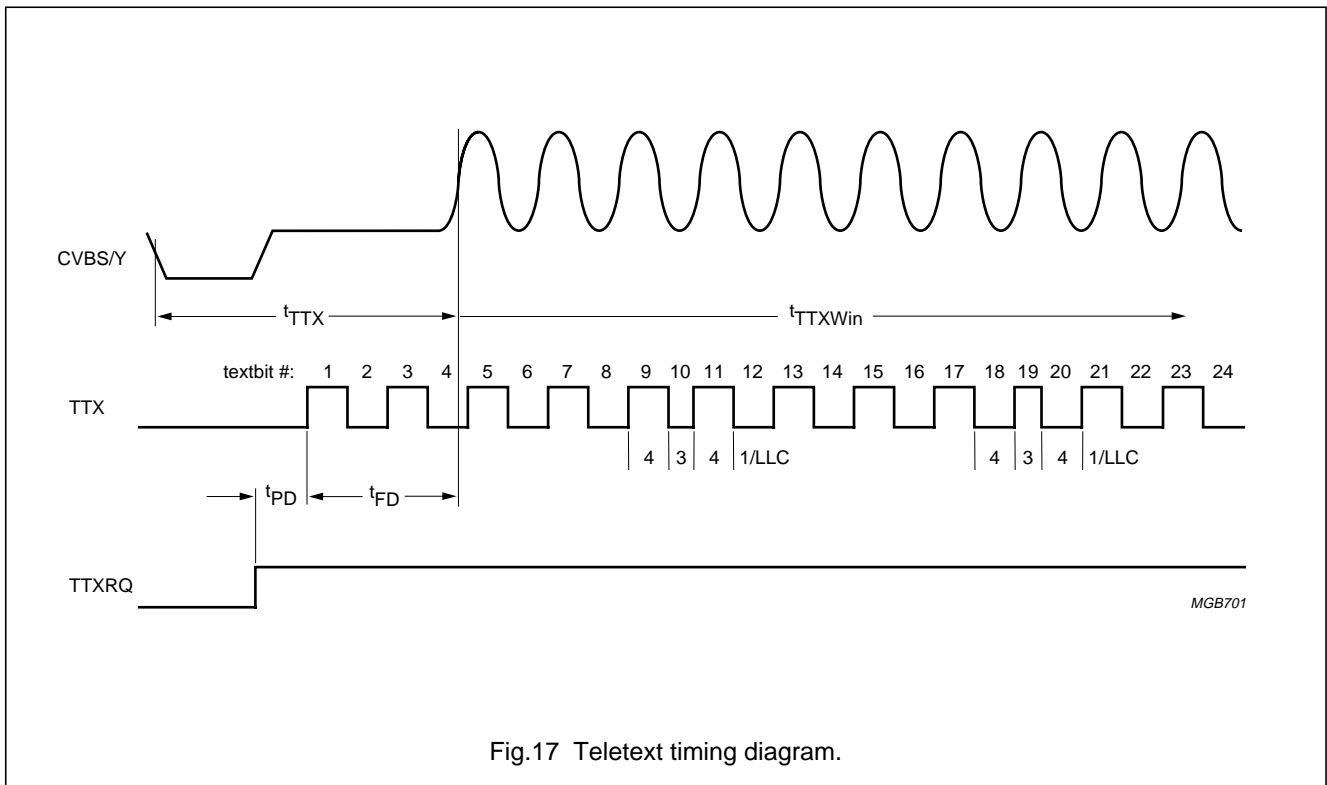 CVBS/Y
tTTX
tTTXWin
textbit #: 1 2 3 4 5 6 7 8 9 10 11 12 13 14 15 16 17 18 19 20 21 22 23 24
TTX
4 3 4 1/LLC 4 3 4 1/LLC
tPD tFD
TTXRQ
MGB701
Fig.17 Teletext timing diagram.